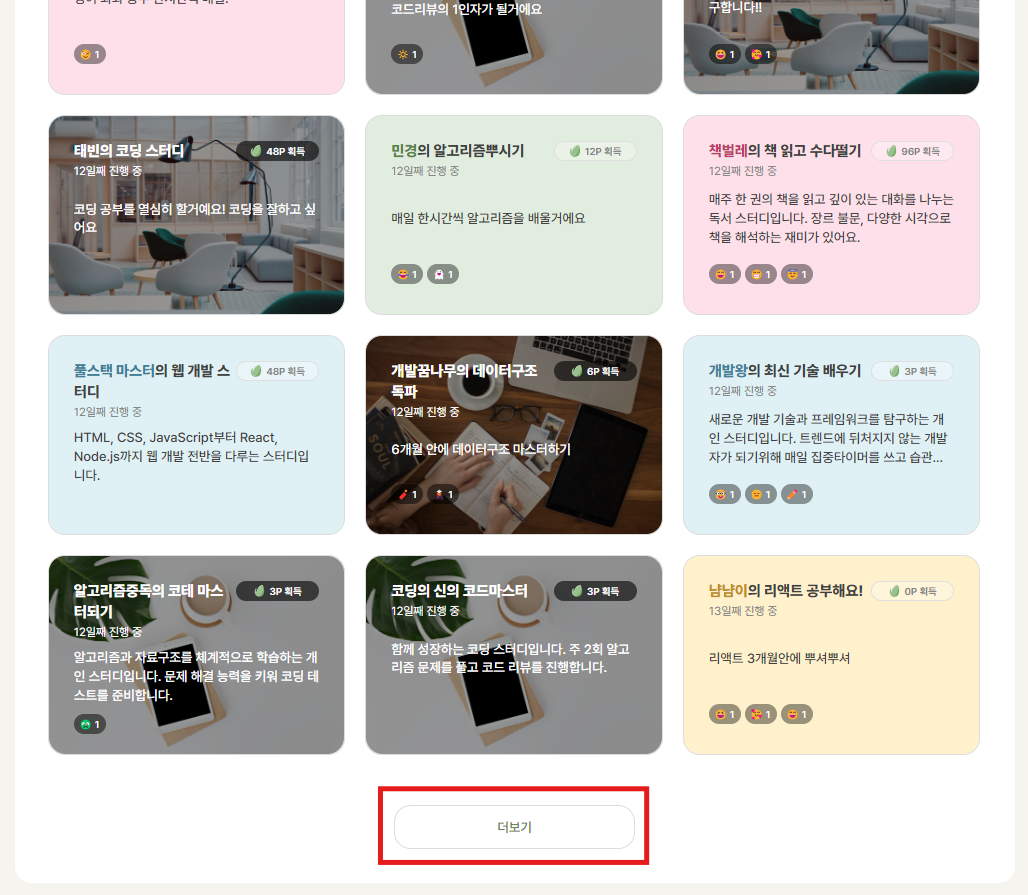 코드리뷰의 1인자가 될거에요
구합니다!!
1
1
1
1
태빈의 코딩 스터디
48P 획득
12일째 진행 중
코딩 공부를 열심히 할거예요! 코딩을 잘하고 싶
어요
민경의 알고리즘뿌시기
12P 획득
12일째 진행 중
매일 한시간씩 알고리즘을 배울거에요
1
1
책벌레의 책 읽고 수다떨기
96P 획득
12일째 진행 중
매주 한 권의 책을 읽고 깊이 있는 대화를 나누는
독서 스터디입니다. 장르 불문, 다양한 시각으로
책을 해석하는 재미가 있어요.
1
1
1
풀스택 마스터의 웹 개발 스
터디
48P 획득
12일째 진행 중
HTML, CSS, JavaScript부터 React,
Node.js까지 웹 개발 전반을 다루는 스터디입
니다.
개발꿈나무의 데이터구조
독파
6P 획득
12일째 진행 중
6개월 안에 데이터구조 마스터하기
1
1
개발왕의 최신 기술 배우기
3P 획득
12일째 진행 중
새로운 개발 기술과 프레임워크를 탐구하는 개
인 스터디입니다. 트렌드에 뒤처지지 않는 개발
자가 되기위해 매일 집중타이머를 쓰고 습관...
1
1
1
알고리즘중독의 코테 마스
터되기
3P 획득
12일째 진행 중
알고리즘과 자료구조를 체계적으로 학습하는 개
인 스터디입니다. 문제 해결 능력을 키워 코딩 테
스트를 준비합니다.
1
코딩의 신의 코드마스터
3P 획득
12일째 진행 중
함께 성장하는 코딩 스터디입니다. 주 2회 알고
리즘 문제를 풀고 코드 리뷰를 진행합니다.
냠냠이의 리액트 공부해요!
0P 획득
13일째 진행 중
리액트 3개월안에 뿌셔뿌셔
1
1
1
더보기